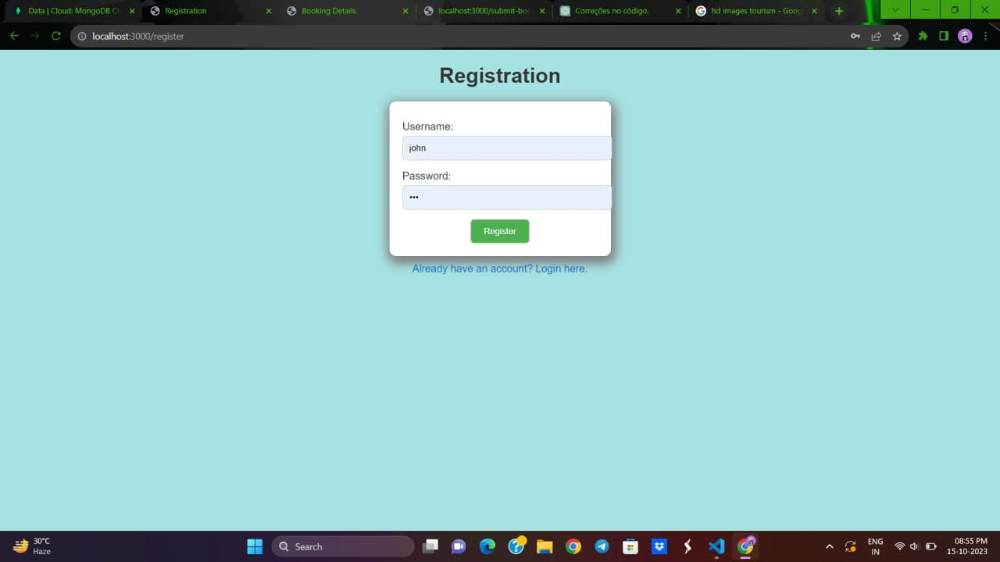 Data | Cloud: MongoDB Cl
Registration
Booking Details
localhost:3000/submit-boo
Correções no código.
hd images tourism - Goog
localhost:3000/register
Registration
Username:
john
Password:
•••
Register
Already have an account? Login here.
30°C
Haze
Search
ENG
IN
08:55 PM
15-10-2023